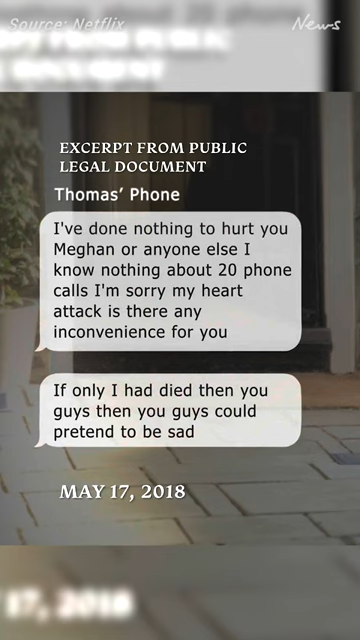 Source: Netflix
News
EXCERPT FROM PUBLIC
LEGAL DOCUMENT
Thomas' Phone
I've done nothing to hurt you
Meghan or anyone else I
know nothing about 20 phone
calls I'm sorry my heart
attack is there any
inconvenience for you
If only I had died then you
guys then you guys could
pretend to be sad
MAY 17, 2018
17, 2018